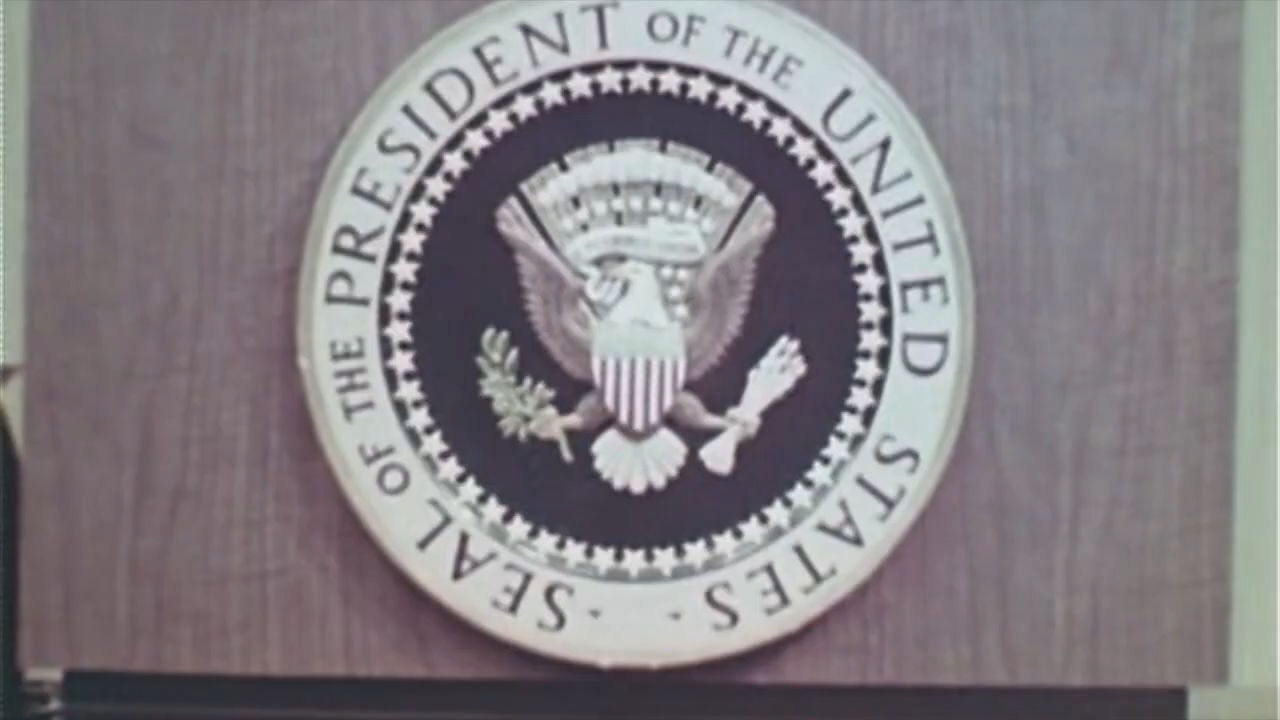 SEAL OF THE PRESIDENT OF THE UNITED STATES